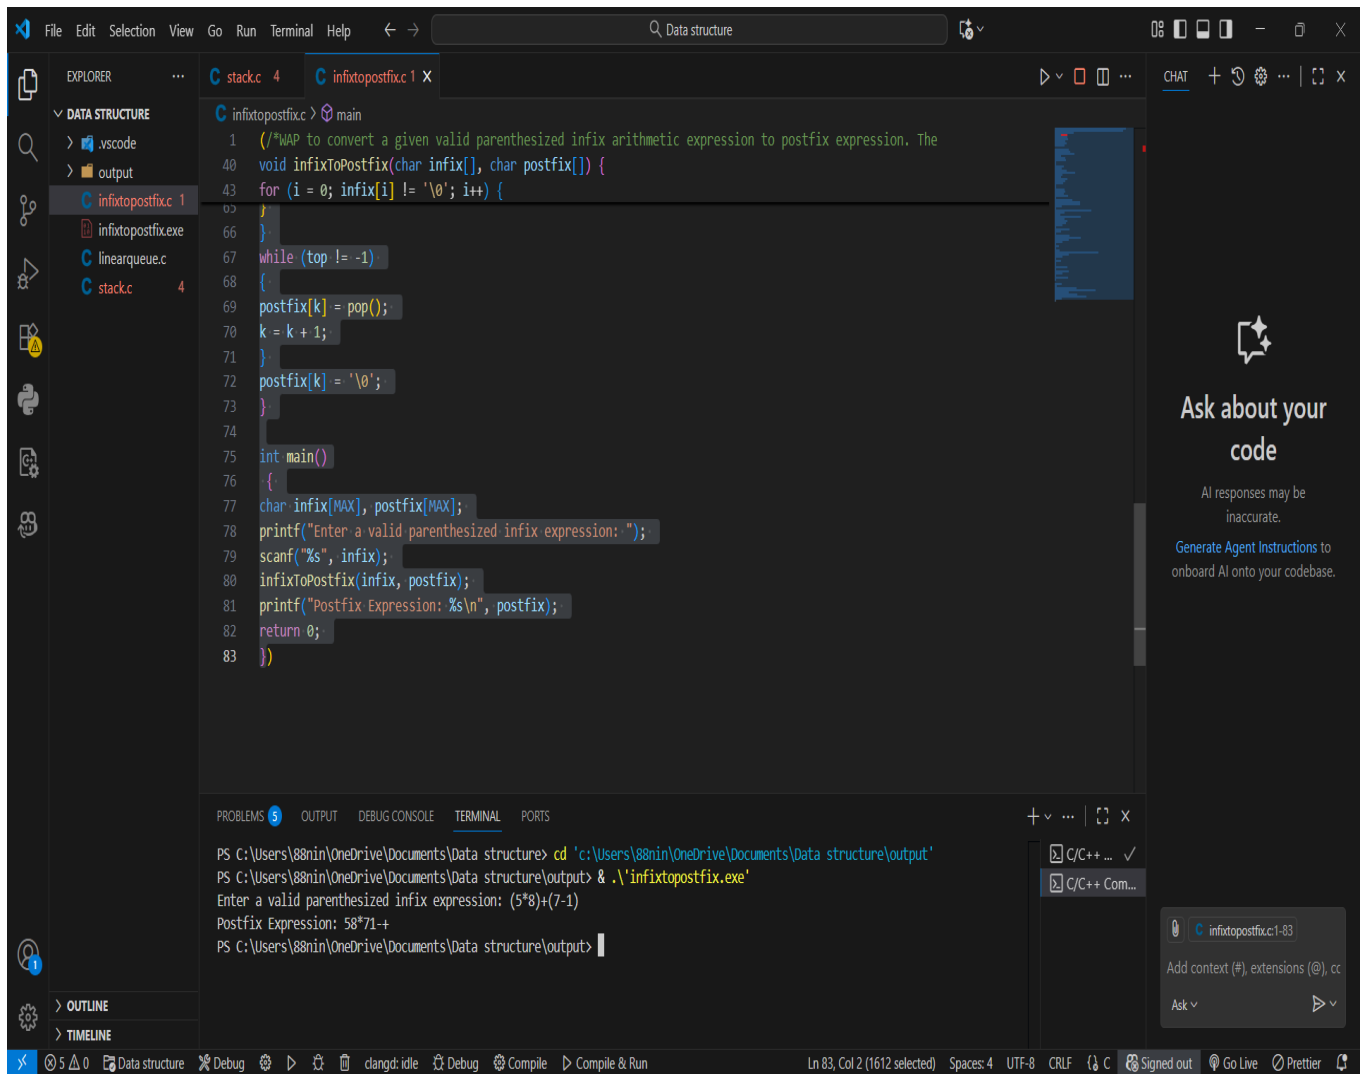 File Edit Selection View Go Run Terminal Help
Data structure
EXPLORER
DATA STRUCTURE
.vscode
output
infixtopostfix.c 1
infixtopostfix.exe
linearqueue.c
stack.c 4
stack.c 4
infixtopostfix.c 1
infixtopostfix.c > main
1 (/*WAP to convert a given valid parenthesized infix arithmetic expression to postfix expression. The
40 void infixToPostfix(char infix[], char postfix[]) {
43 for (i = 0; infix[i] != '\0'; i++) {
65 }
66 }
67 while (top != -1)
68 {
69 postfix[k] = pop();
70 k = k + 1;
71 }
72 postfix[k] = '\0';
73 }
74
75 int main()
76 {
77 char infix[MAX], postfix[MAX];
78 printf("Enter a valid parenthesized infix expression: ");
79 scanf("%s", infix);
80 infixToPostfix(infix, postfix);
81 printf("Postfix Expression: %s\n", postfix);
82 return 0;
83 })
PROBLEMS 5 OUTPUT DEBUG CONSOLE TERMINAL PORTS
PS C:\Users\88nin\OneDrive\Documents\Data structure> cd 'c:\Users\88nin\OneDrive\Documents\Data structure\output'
PS C:\Users\88nin\OneDrive\Documents\Data structure\output> & .\'infixtopostfix.exe'
Enter a valid parenthesized infix expression: (5*8)+(7-1)
Postfix Expression: 58*71-+
PS C:\Users\88nin\OneDrive\Documents\Data structure\output>
C/C++ ...
C/C++ Com...
CHAT
Ask about your
code
AI responses may be
inaccurate.
Generate Agent Instructions to
onboard AI onto your codebase.
infixtopostfix.c:1-83
Add context (#), extensions (@), cc
Ask
1
OUTLINE
TIMELINE
5 0 Data structure Debug clangd: idle Debug Compile Compile & Run Ln 83, Col 2 (1612 selected) Spaces: 4 UTF-8 CRLF {} C Signed out Go Live Prettier